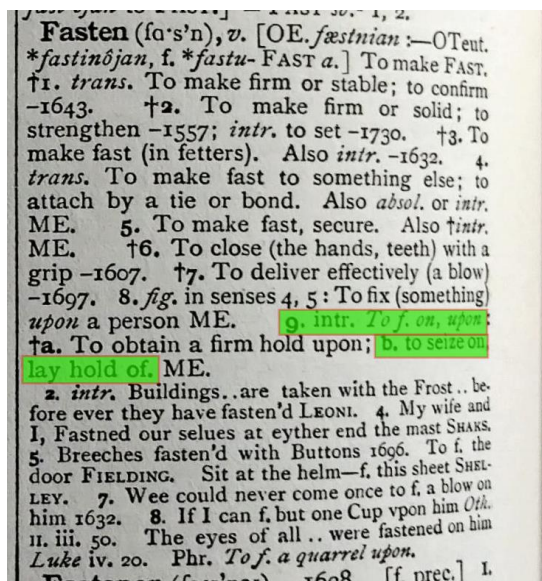 Fasten (fɑ·s'n), v. [OE. fæstnian :—OTeut.
*fastinôjan, f. *fastu- FAST a.] To make FAST.
†1. trans. To make firm or stable; to confirm
–1643. †2. To make firm or solid; to
strengthen –1557; intr. to set –1730. †3. To
make fast (in fetters). Also intr. –1632. 4.
trans. To make fast to something else; to
attach by a tie or bond. Also absol. or intr.
ME. 5. To make fast, secure. Also †intr.
ME. †6. To close (the hands, teeth) with a
grip –1607. †7. To deliver effectively (a blow)
–1697. 8. fig. in senses 4, 5: To fix (something)
upon a person ME. 9. intr. To f. on, upon:
†a. To obtain a firm hold upon; b. to seize on,
lay hold of. ME.
2. intr. Buildings..are taken with the Frost.. be-
fore ever they have fasten'd LEONI. 4. My wife and
I, Fastned our selues at eyther end the mast SHAKS.
5. Breeches fasten'd with Buttons 1696. To f. the
door FIELDING. Sit at the helm—f. this sheet SHEL-
LEY. 7. Wee could never come once to f. a blow on
him 1632. 8. If I can f. but one Cup vpon him Oth.
II. iii. 50. The eyes of all .. were fastened on him
Luke iv. 20. Phr. To f. a quarrel upon.
1608. [f. prec.] 1.